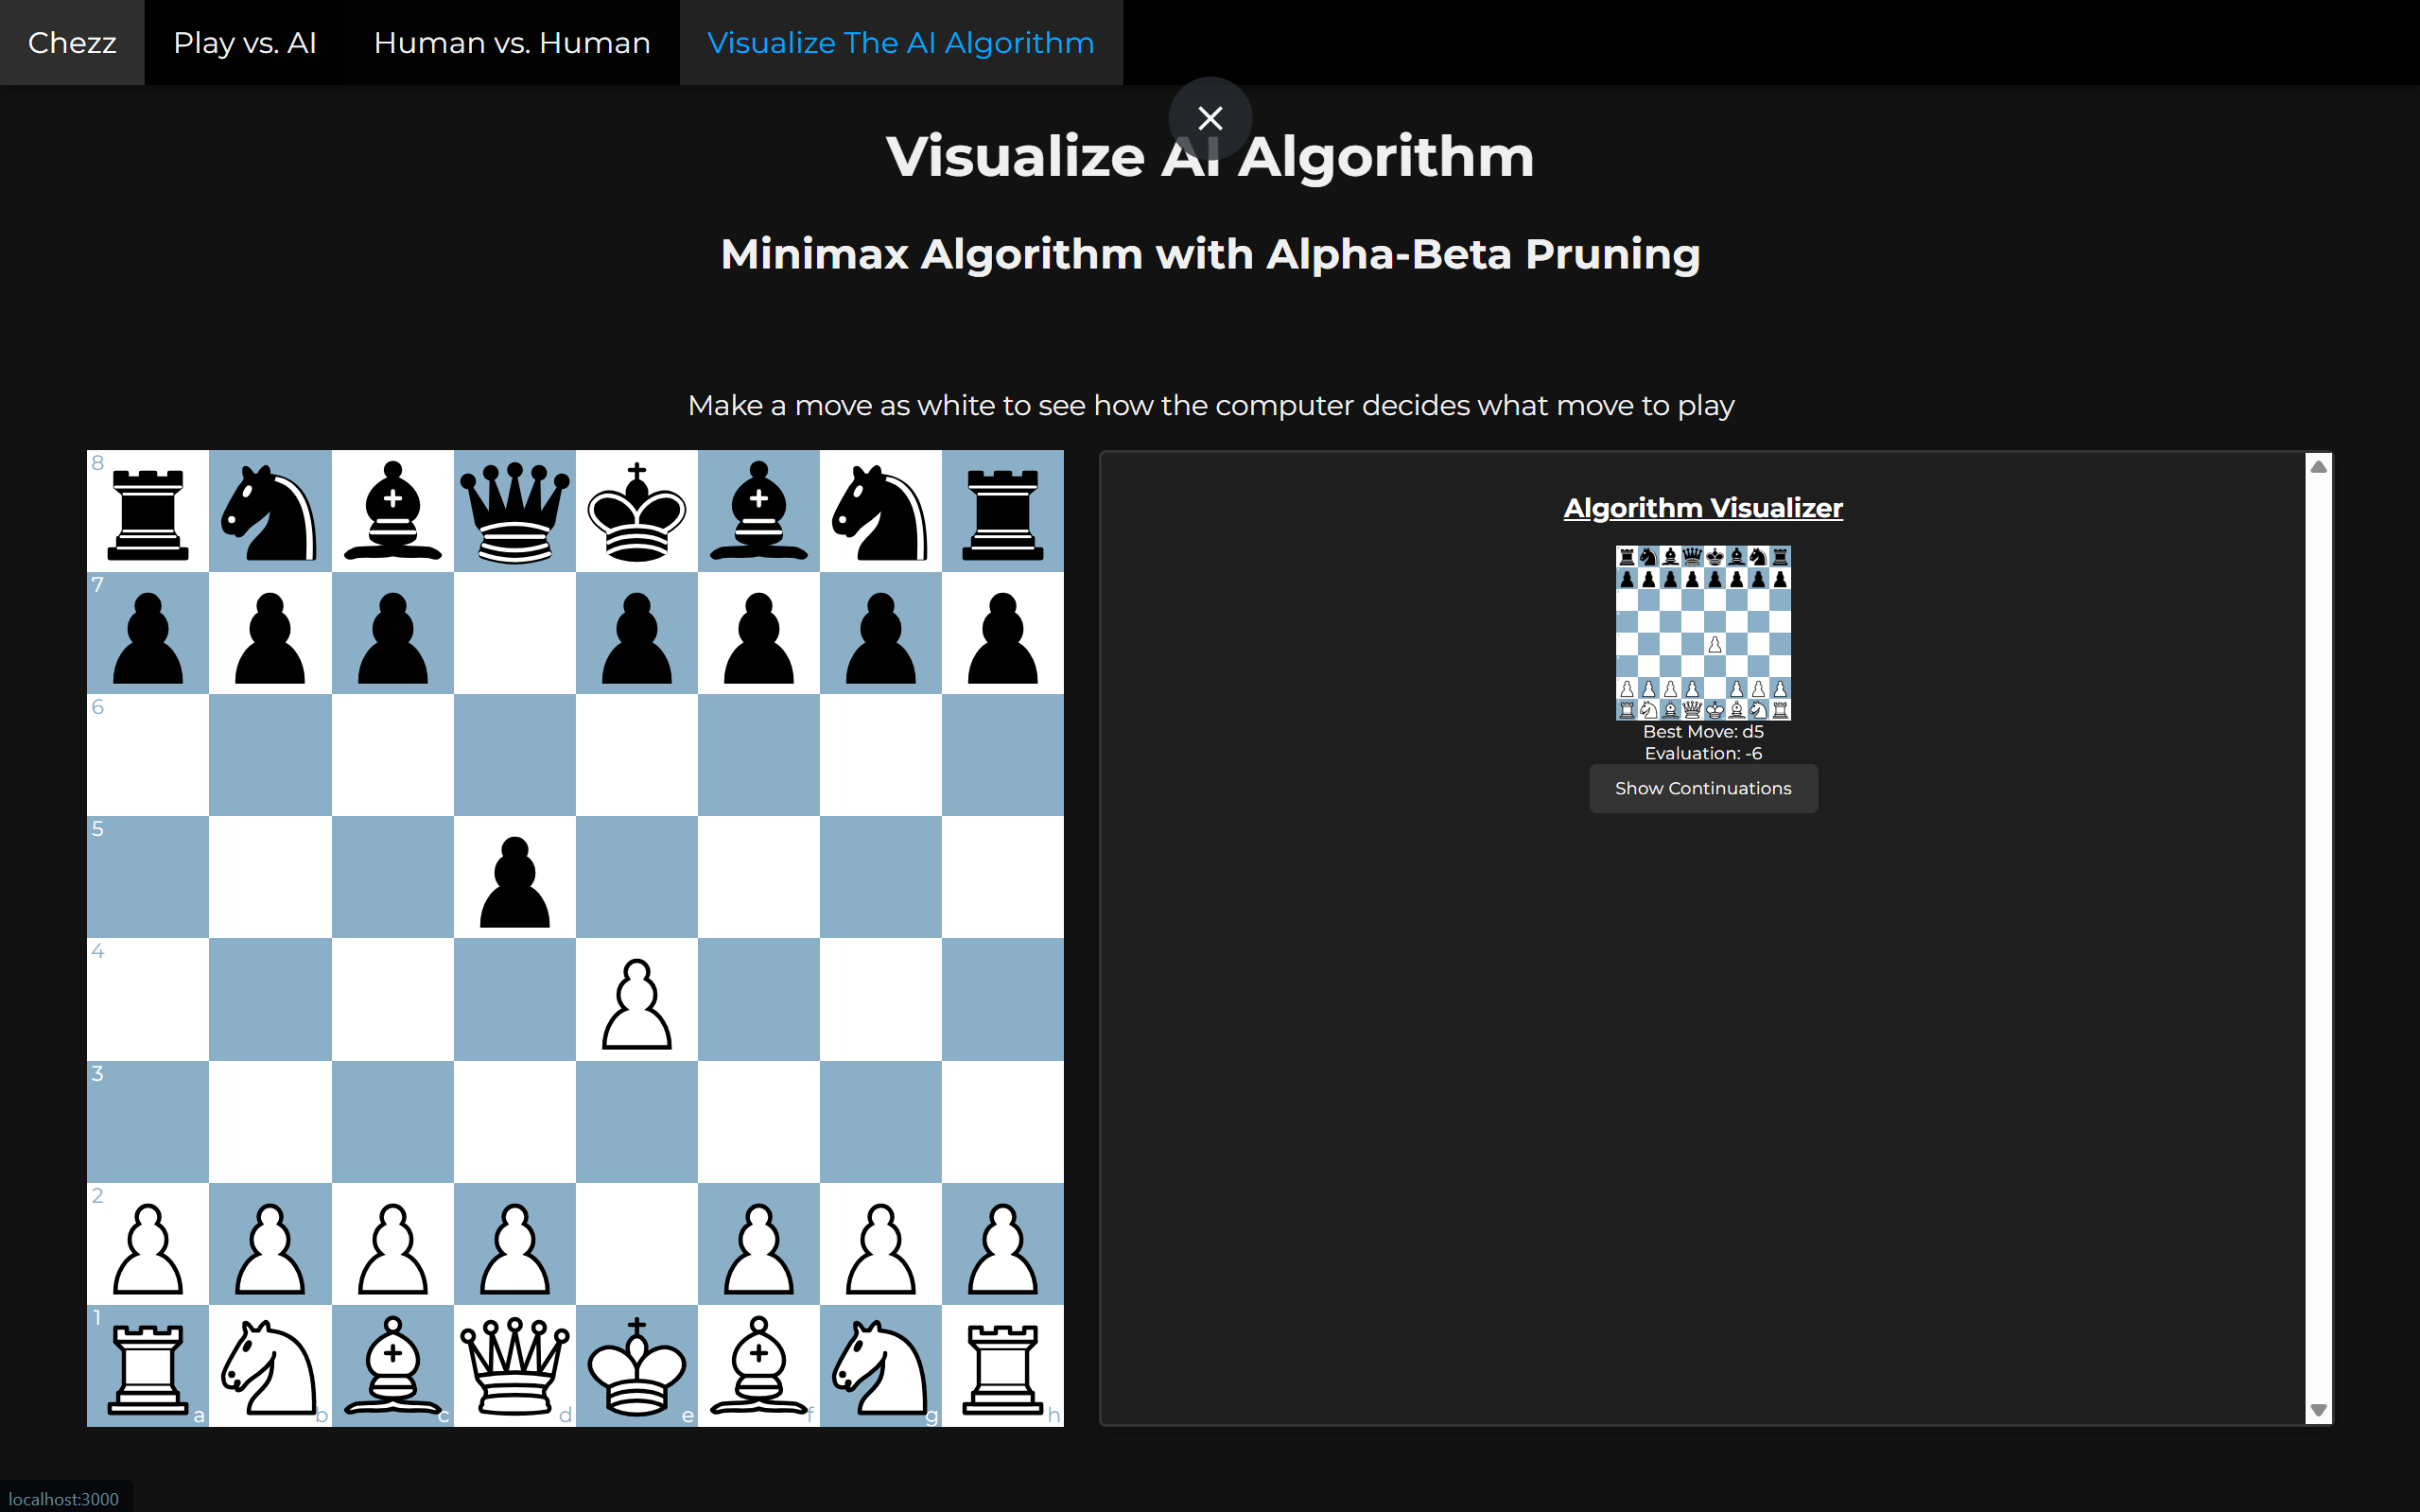 Chezz Play vs. AI Human vs. Human Visualize The AI Algorithm
Visualize AI Algorithm
Minimax Algorithm with Alpha-Beta Pruning
Make a move as white to see how the computer decides what move to play
8
7
6
5
4
3
2
1
a b c d e f g h
Algorithm Visualizer
Best Move: d5
Evaluation: -6
Show Continuations
localhost:3000